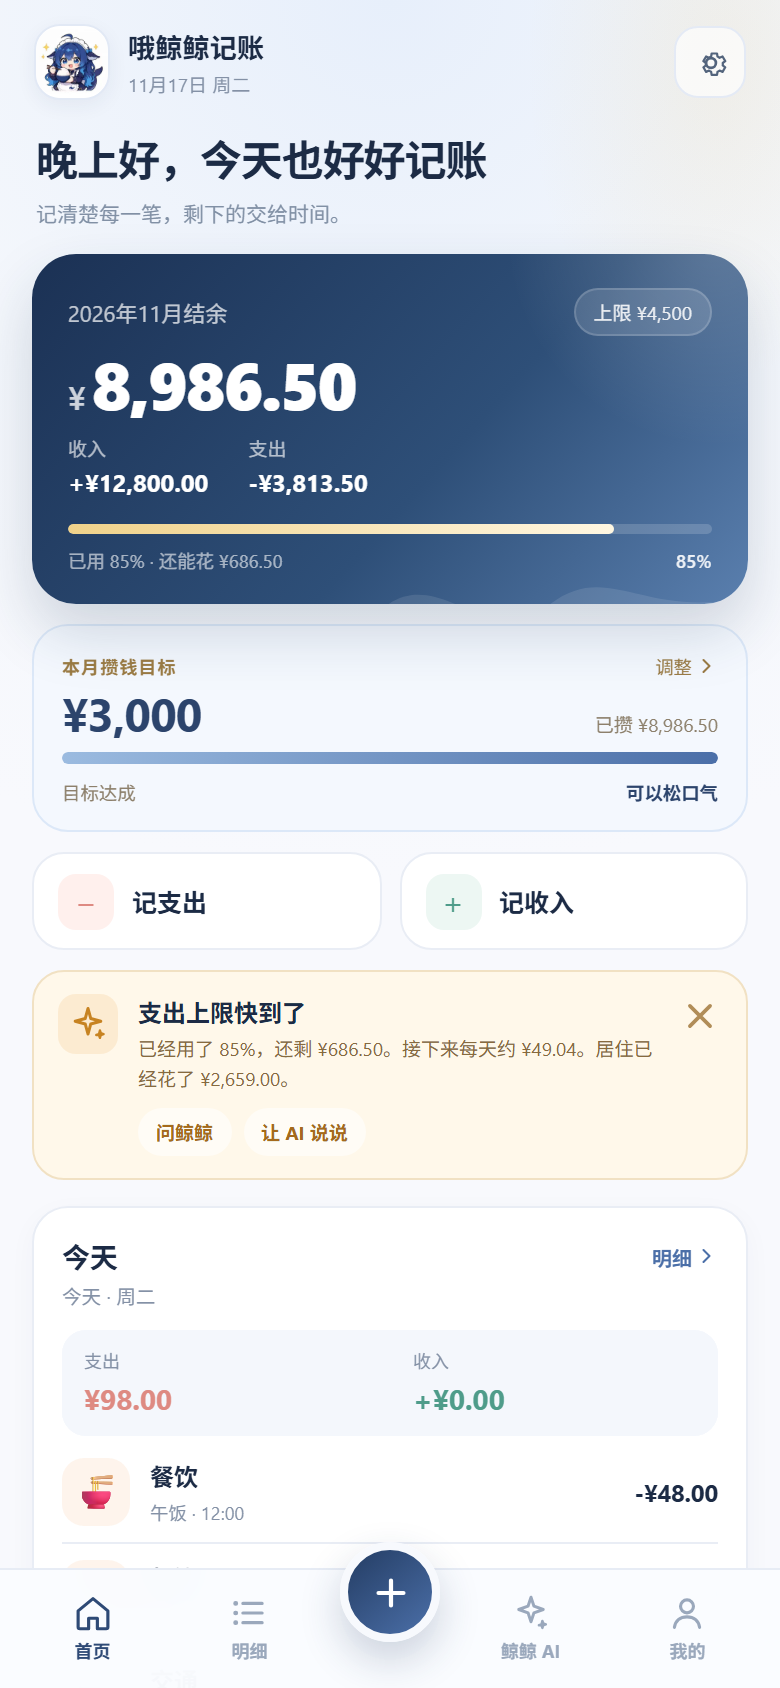 哦鲸鲸记账
11月17日 周二
晚上好，今天也好好记账
记清楚每一笔，剩下的交给时间。
2026年11月结余
上限 ¥4,500
¥ 8,986.50
收入
支出
+¥12,800.00
-¥3,813.50
已用 85% · 还能花 ¥686.50
85%
本月攒钱目标
调整
¥3,000
已攒 ¥8,986.50
目标达成
可以松口气
记支出
记收入
支出上限快到了
已经用了 85%，还剩 ¥686.50。接下来每天约 ¥49.04。居住已
经花了 ¥2,659.00。
问鲸鲸
让 AI 说说
今天
明细
今天 · 周二
支出
收入
¥98.00
+¥0.00
餐饮
午饭 · 12:00
-¥48.00
首页
明细
鲸鲸 AI
我的